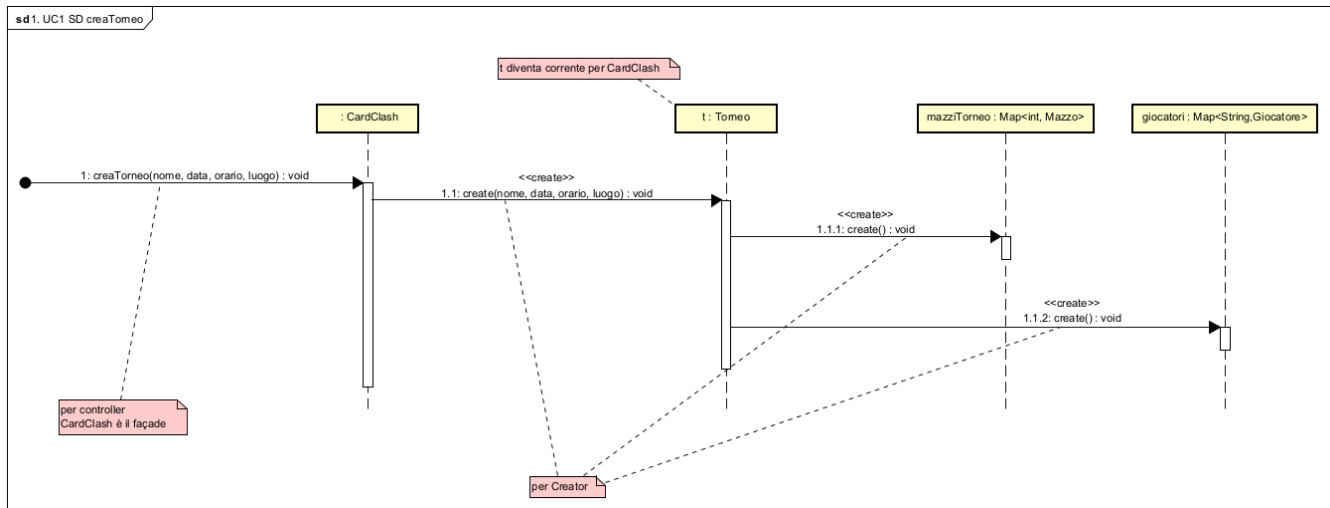 sd 1. UC1 SD creaTorneo
t diventa corrente per CardClash
: CardClash
t : Torneo
mazziTorneo : Map<int, Mazzo>
giocatori : Map<String,Giocatore>
1: creaTorneo(nome, data, orario, luogo) : void
<<create>>
1.1: create(nome, data, orario, luogo) : void
<<create>>
1.1.1: create() : void
<<create>>
1.1.2: create() : void
per controller
CardClash è il façade
per Creator